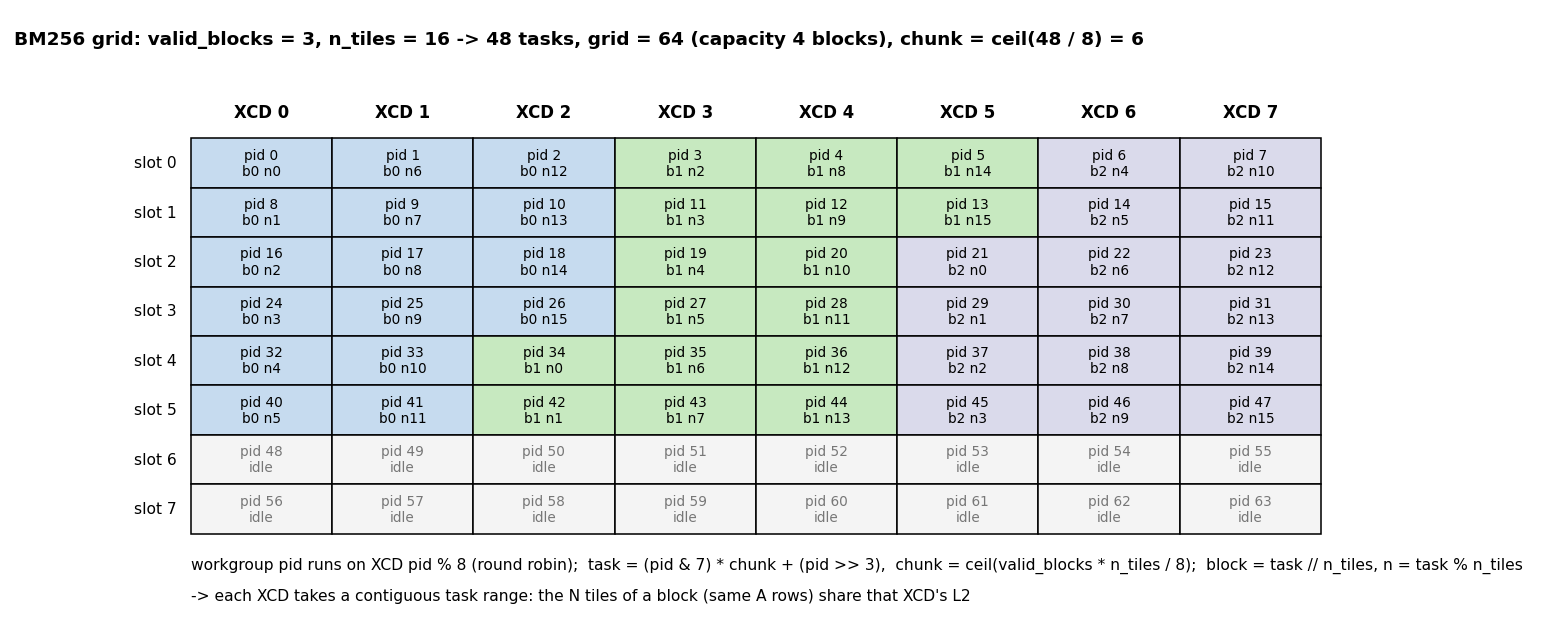 BM256 grid: valid_blocks = 3, n_tiles = 16 -> 48 tasks, grid = 64 (capacity 4 blocks), chunk = ceil(48 / 8) = 6
XCD 0 XCD 1 XCD 2 XCD 3 XCD 4 XCD 5 XCD 6 XCD 7
slot 0 pid 0 pid 1 pid 2 pid 3 pid 4 pid 5 pid 6 pid 7
b0 n0 b0 n6 b0 n12 b1 n2 b1 n8 b1 n14 b2 n4 b2 n10
slot 1 pid 8 pid 9 pid 10 pid 11 pid 12 pid 13 pid 14 pid 15
b0 n1 b0 n7 b0 n13 b1 n3 b1 n9 b1 n15 b2 n5 b2 n11
slot 2 pid 16 pid 17 pid 18 pid 19 pid 20 pid 21 pid 22 pid 23
b0 n2 b0 n8 b0 n14 b1 n4 b1 n10 b2 n0 b2 n6 b2 n12
slot 3 pid 24 pid 25 pid 26 pid 27 pid 28 pid 29 pid 30 pid 31
b0 n3 b0 n9 b0 n15 b1 n5 b1 n11 b2 n1 b2 n7 b2 n13
slot 4 pid 32 pid 33 pid 34 pid 35 pid 36 pid 37 pid 38 pid 39
b0 n4 b0 n10 b1 n0 b1 n6 b1 n12 b2 n2 b2 n8 b2 n14
slot 5 pid 40 pid 41 pid 42 pid 43 pid 44 pid 45 pid 46 pid 47
b0 n5 b0 n11 b1 n1 b1 n7 b1 n13 b2 n3 b2 n9 b2 n15
slot 6 pid 48 pid 49 pid 50 pid 51 pid 52 pid 53 pid 54 pid 55
idle idle idle idle idle idle idle idle
slot 7 pid 56 pid 57 pid 58 pid 59 pid 60 pid 61 pid 62 pid 63
idle idle idle idle idle idle idle idle
workgroup pid runs on XCD pid % 8 (round robin);  task = (pid & 7) * chunk + (pid >> 3),  chunk = ceil(valid_blocks * n_tiles / 8);  block = task // n_tiles, n = task % n_tiles
-> each XCD takes a contiguous task range: the N tiles of a block (same A rows) share that XCD's L2